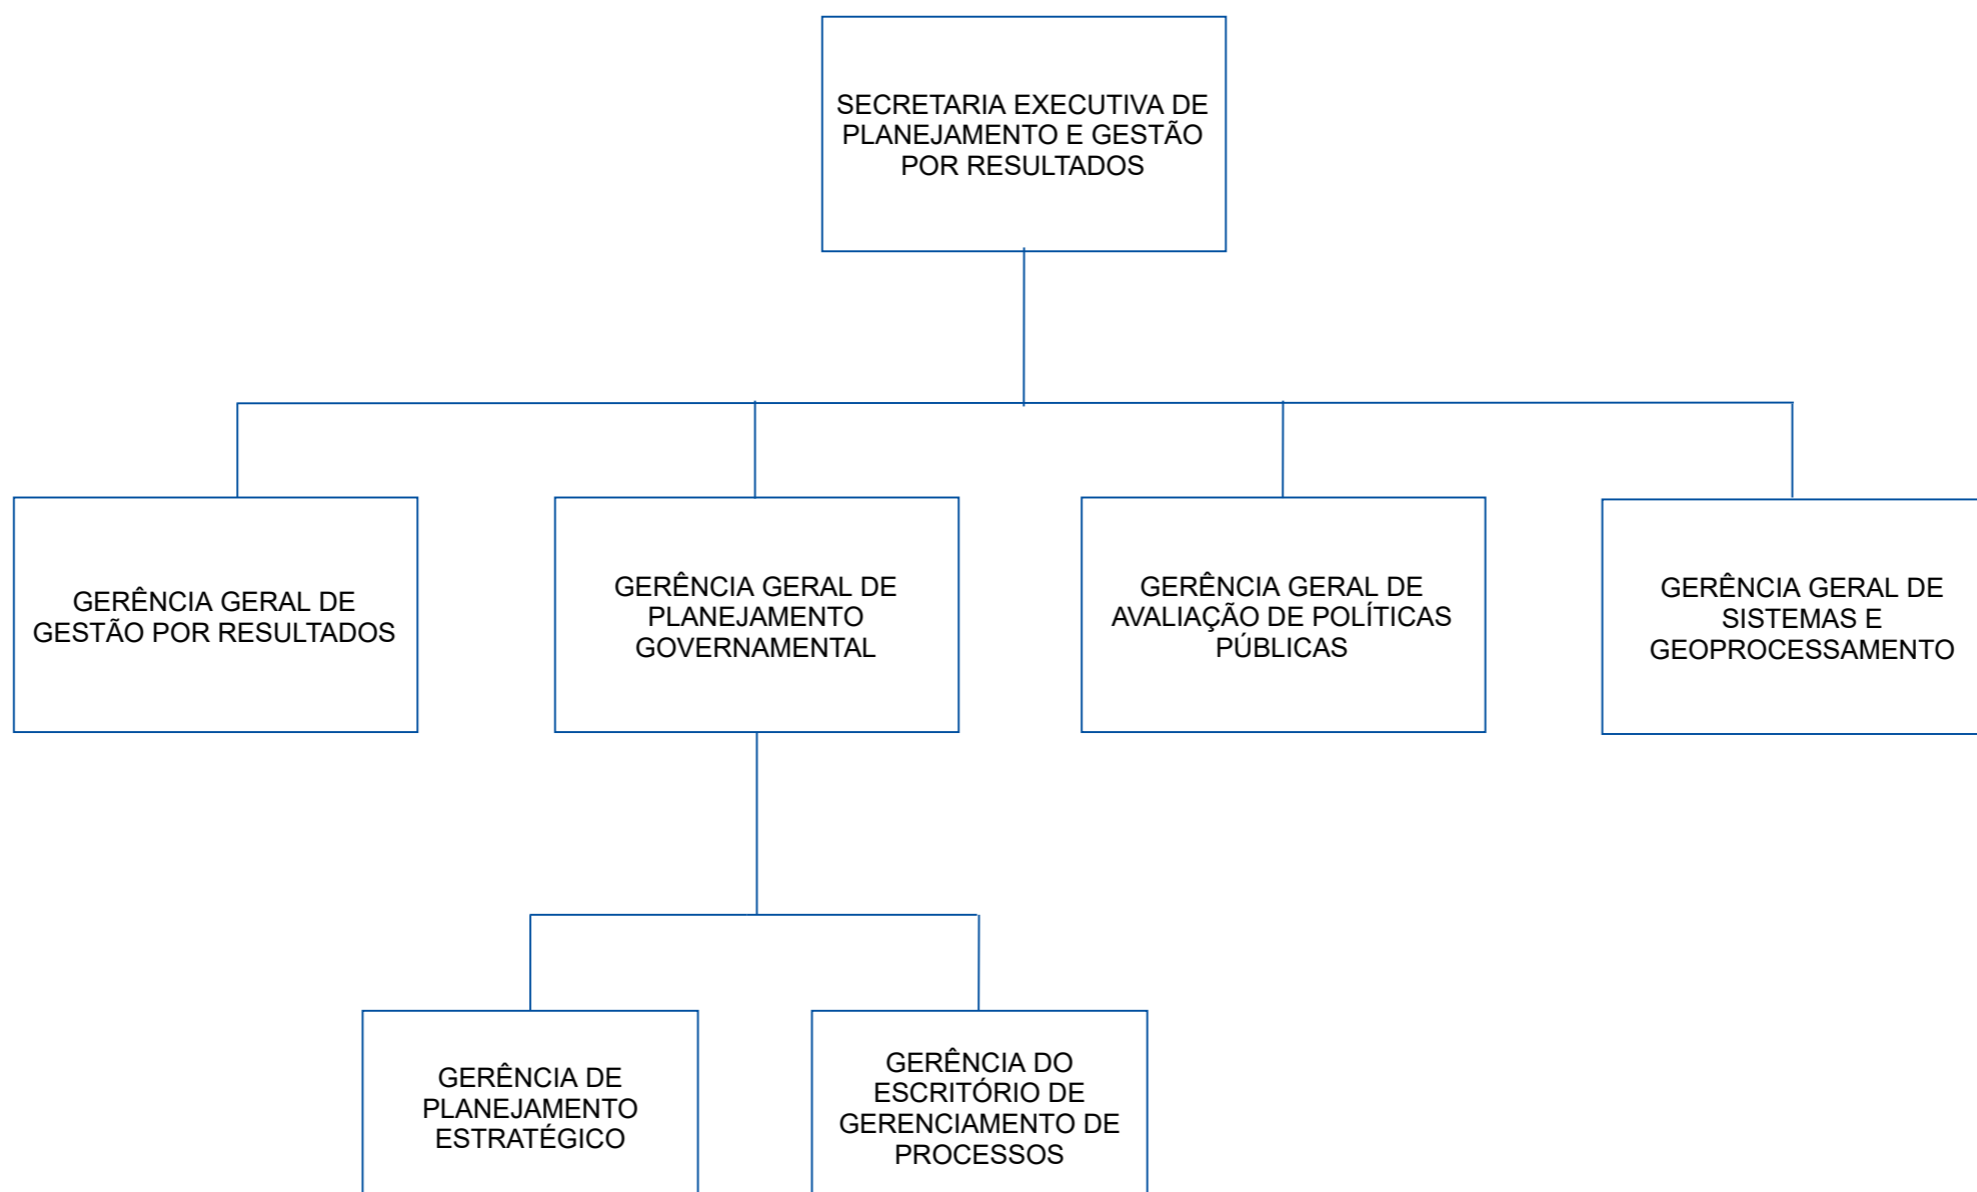 SECRETARIA EXECUTIVA DE
PLANEJAMENTO E GESTÃO
POR RESULTADOS
GERÊNCIA GERAL DE
GESTÃO POR RESULTADOS
GERÊNCIA GERAL DE
PLANEJAMENTO
GOVERNAMENTAL
GERÊNCIA GERAL DE
AVALIAÇÃO DE POLÍTICAS
PÚBLICAS
GERÊNCIA GERAL DE
SISTEMAS E
GEOPROCESSAMENTO
GERÊNCIA DE
PLANEJAMENTO
ESTRATÉGICO
GERÊNCIA DO
ESCRITÓRIO DE
GERENCIAMENTO DE
PROCESSOS